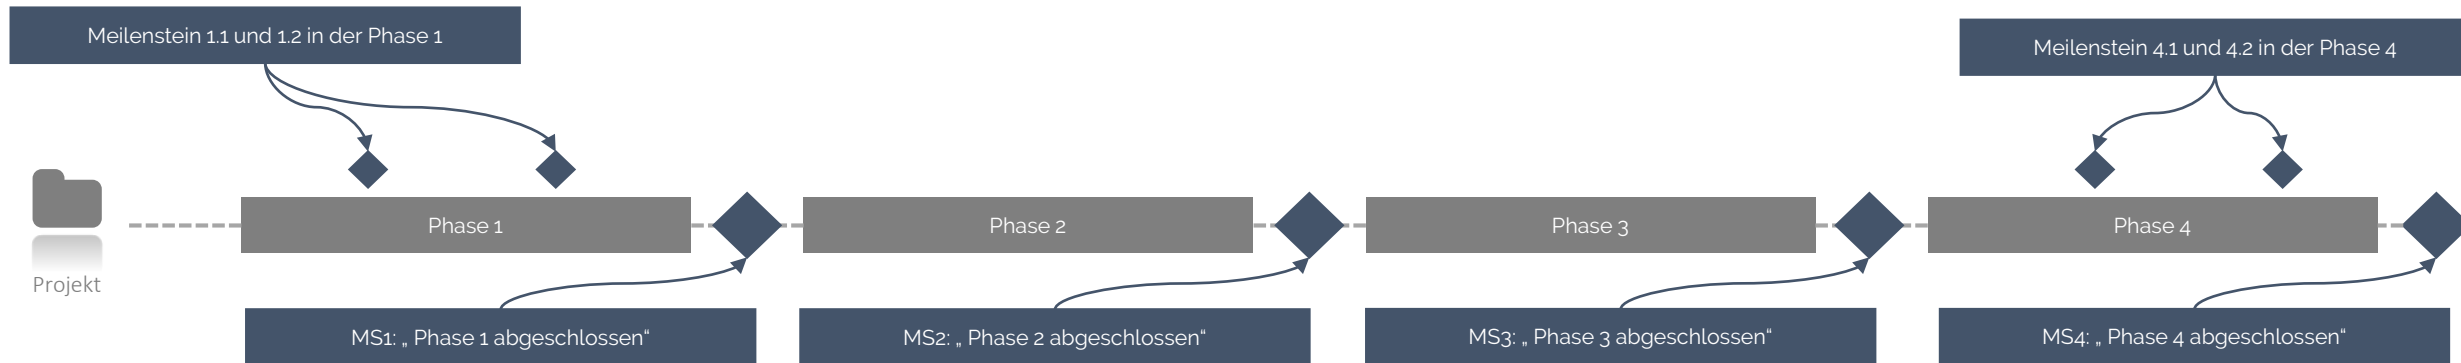 Meilenstein 1.1 und 1.2 in der Phase 1
Meilenstein 4.1 und 4.2 in der Phase 4
Phase 1
Phase 2
Phase 3
Phase 4
Projekt
MS1: „ Phase 1 abgeschlossen“
MS2: „ Phase 2 abgeschlossen“
MS3: „ Phase 3 abgeschlossen“
MS4: „ Phase 4 abgeschlossen“